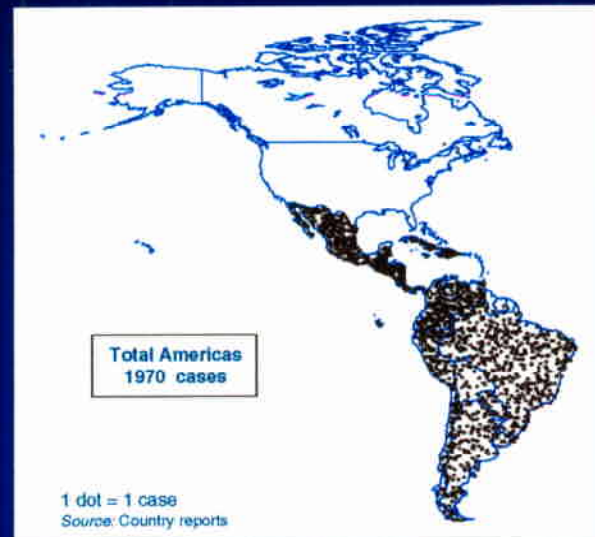 Total Americas
1970 cases
1 dot = 1 case
Source: Country reports